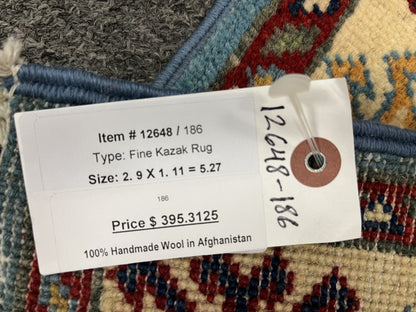 Item # 12648 / 186
Type: Fine Kazak Rug
Size: 2. 9 X 1. 11 = 5.27
186
Price $ 395.3125
100% Handmade Wool in Afghanistan
12648-186